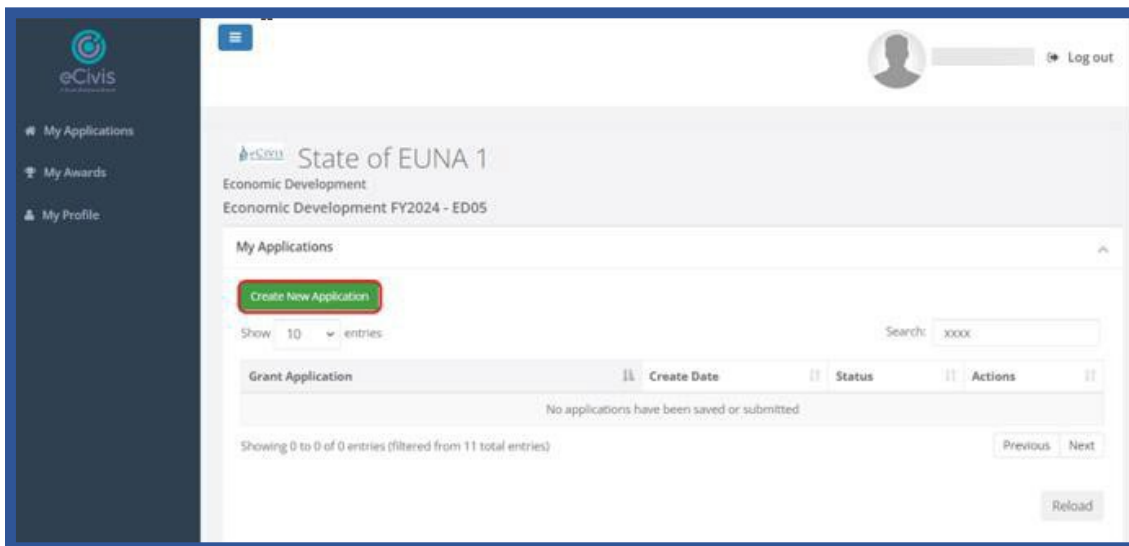 eCivis
Log out
My Applications
My Awards
My Profile
eCivis State of EUNA 1
Economic Development
Economic Development FY2024 - ED05
My Applications
Create New Application
Show 10 entries
Search: xxxx
Grant Application Create Date Status Actions
No applications have been saved or submitted
Showing 0 to 0 of 0 entries (filtered from 11 total entries)
Previous Next
Reload